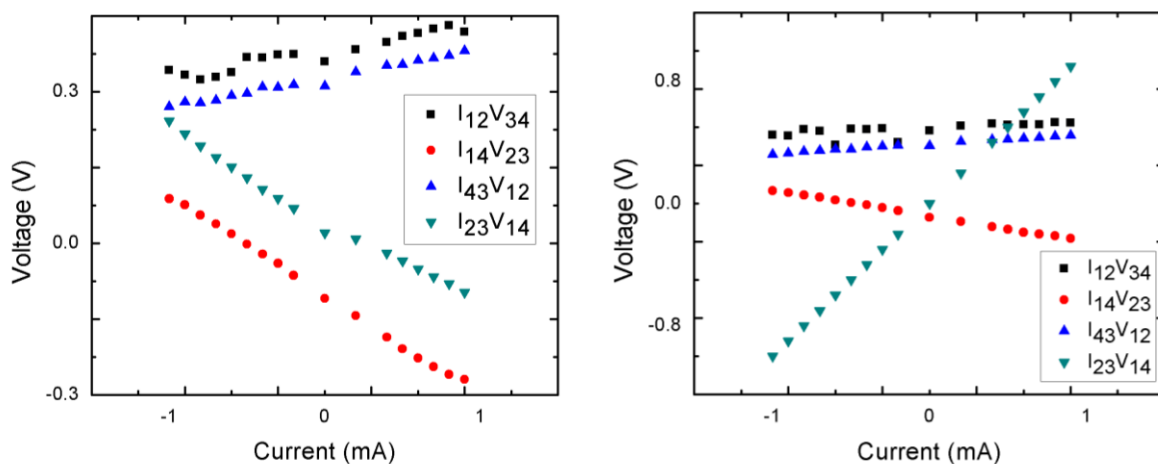 Voltage (V)
0.3
0.0
-0.3
I12V34
I14V23
I43V12
I23V14
-1
0
1
Current (mA)
Voltage (V)
0.8
0.0
-0.8
I12V34
I14V23
I43V12
I23V14
-1
0
1
Current (mA)